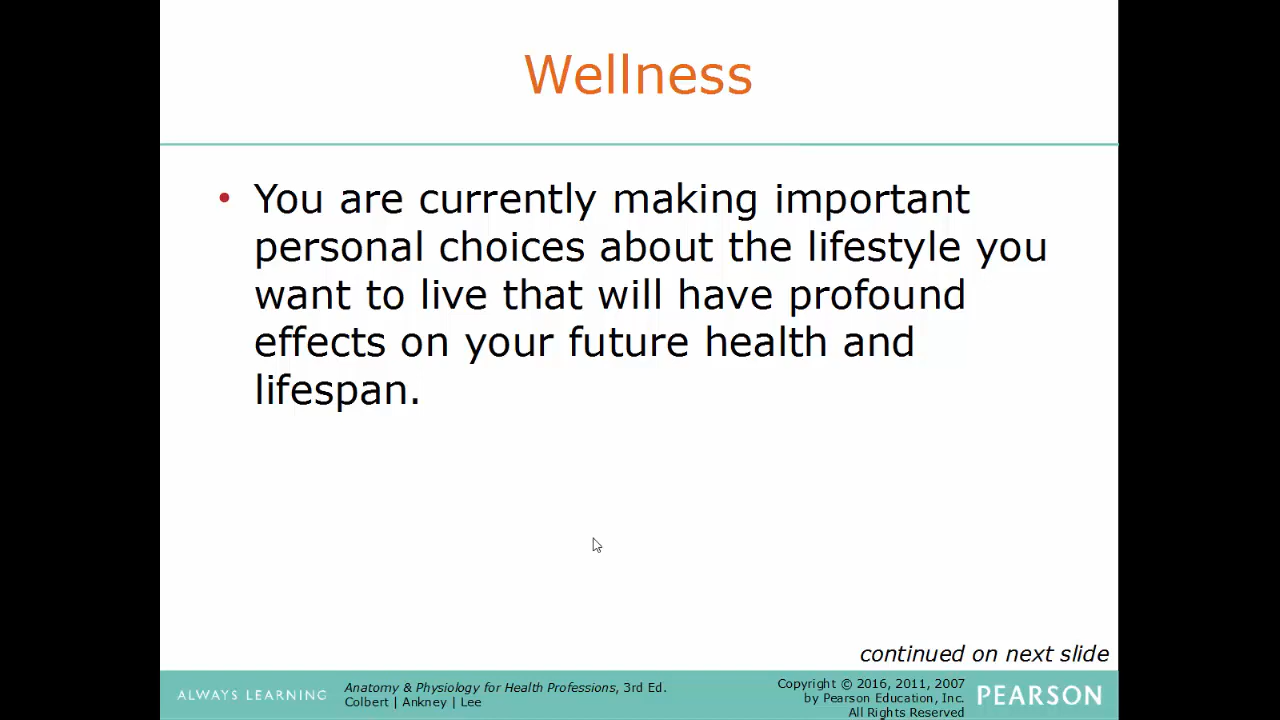 Wellness
• You are currently making important
personal choices about the lifestyle you
want to live that will have profound
effects on your future health and
lifespan.
continued on next slide
ALWAYS LEARNING
Anatomy & Physiology for Health Professions, 3rd Ed.
Colbert | Ankney | Lee
Copyright © 2016, 2011, 2007
by Pearson Education, Inc.
All Rights Reserved
PEARSON